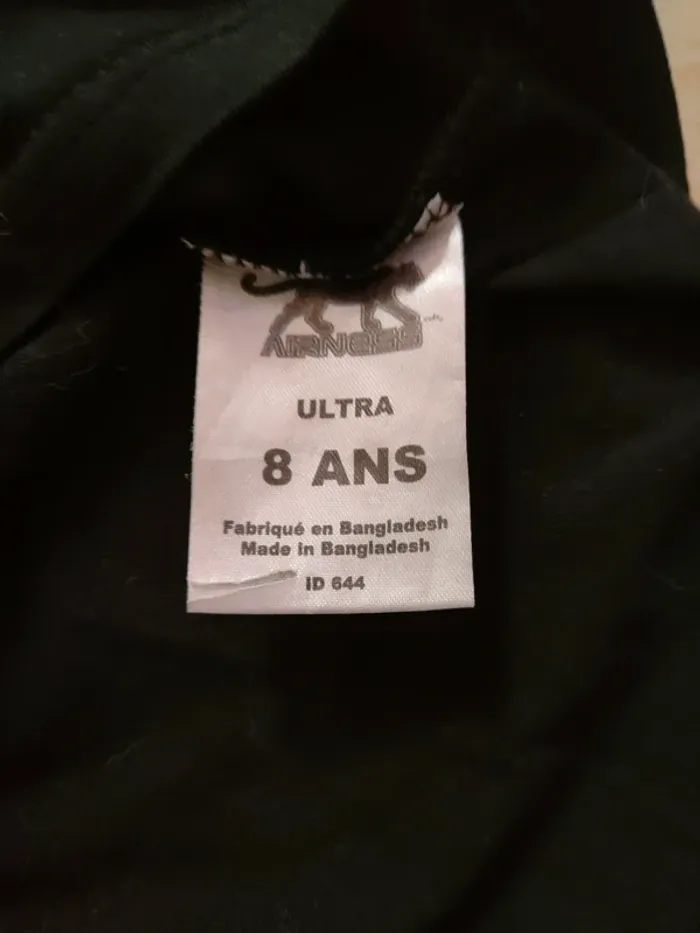 AIRNESS
ULTRA
8 ANS
Fabriqué en Bangladesh
Made in Bangladesh
ID 644